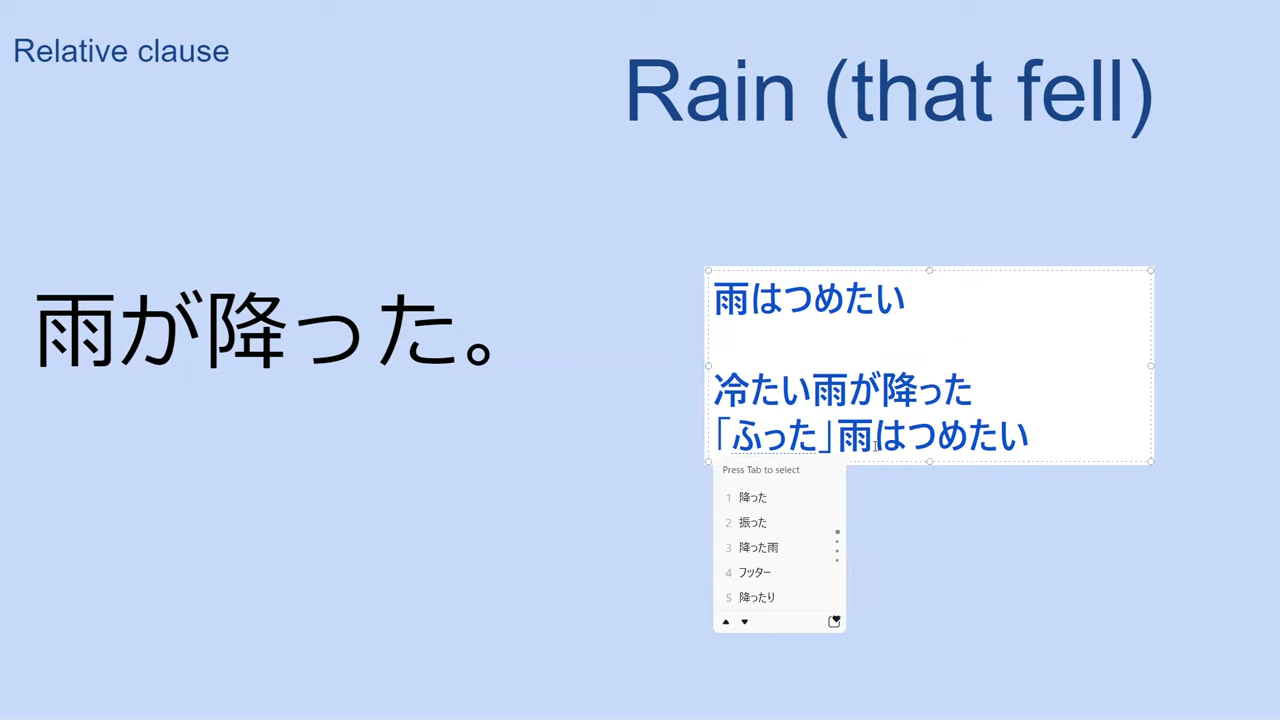 Relative clause
Rain (that fell)
雨が降った。
雨はつめたい
冷たい雨が降った
「ふった」雨はつめたい
Press Tab to select
1 降った
2 振った
3 降った雨
4 フッター
5 降ったり